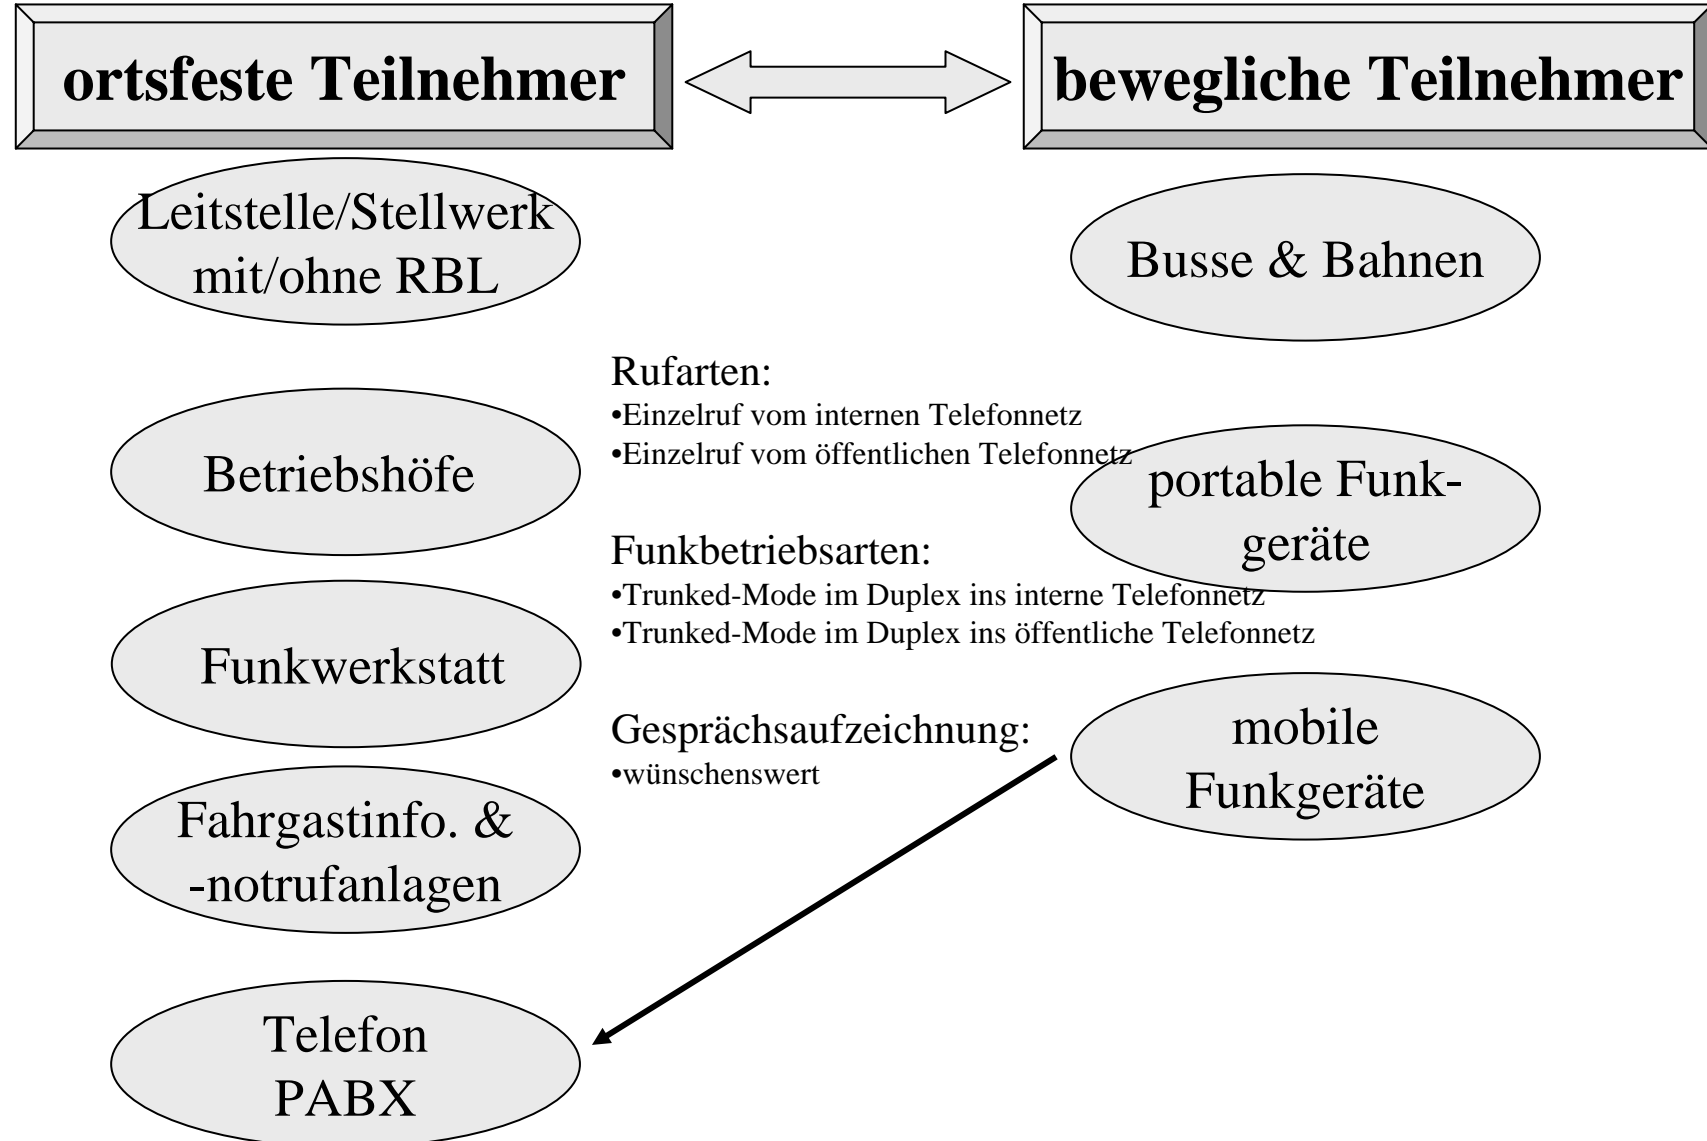 ortsfeste Teilnehmer
bewegliche Teilnehmer
Leitstelle/Stellwerk
mit/ohne RBL
Betriebshöfe
Funkwerkstatt
Fahrgastinfo. &
-notrufanlagen
Telefon
PABX
Rufarten:
•Einzelruf vom internen Telefonnetz
•Einzelruf vom öffentlichen Telefonnetz
Funkbetriebsarten:
•Trunked-Mode im Duplex ins interne Telefonnetz
•Trunked-Mode im Duplex ins öffentliche Telefonnetz
Gesprächsaufzeichnung:
•wünschenswert
Busse & Bahnen
portable Funk-
geräte
mobile
Funkgeräte